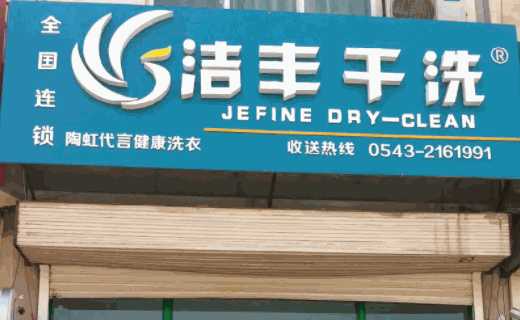 全国连锁
洁丰干洗®
JEFINE DRY-CLEAN
陶虹代言健康洗衣
收送热线 0543-2161991